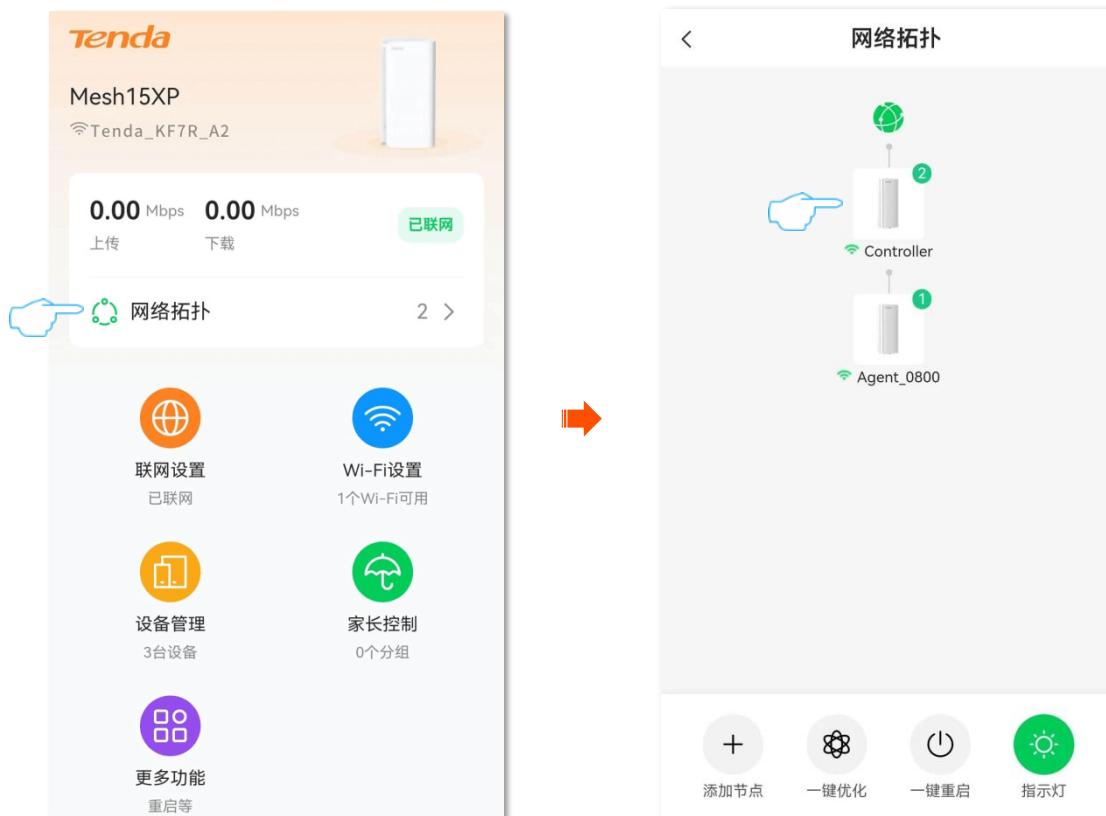 Tenda
Mesh15XP
Tenda_KF7R_A2
0.00 Mbps 0.00 Mbps
上传 下载
已联网
网络拓扑 2
联网设置 Wi-Fi设置
已联网 1个Wi-Fi可用
设备管理 家长控制
3台设备 0个分组
更多功能
重启等
网络拓扑
2
Controller
1
Agent_0800
添加节点 一键优化 一键重启 指示灯